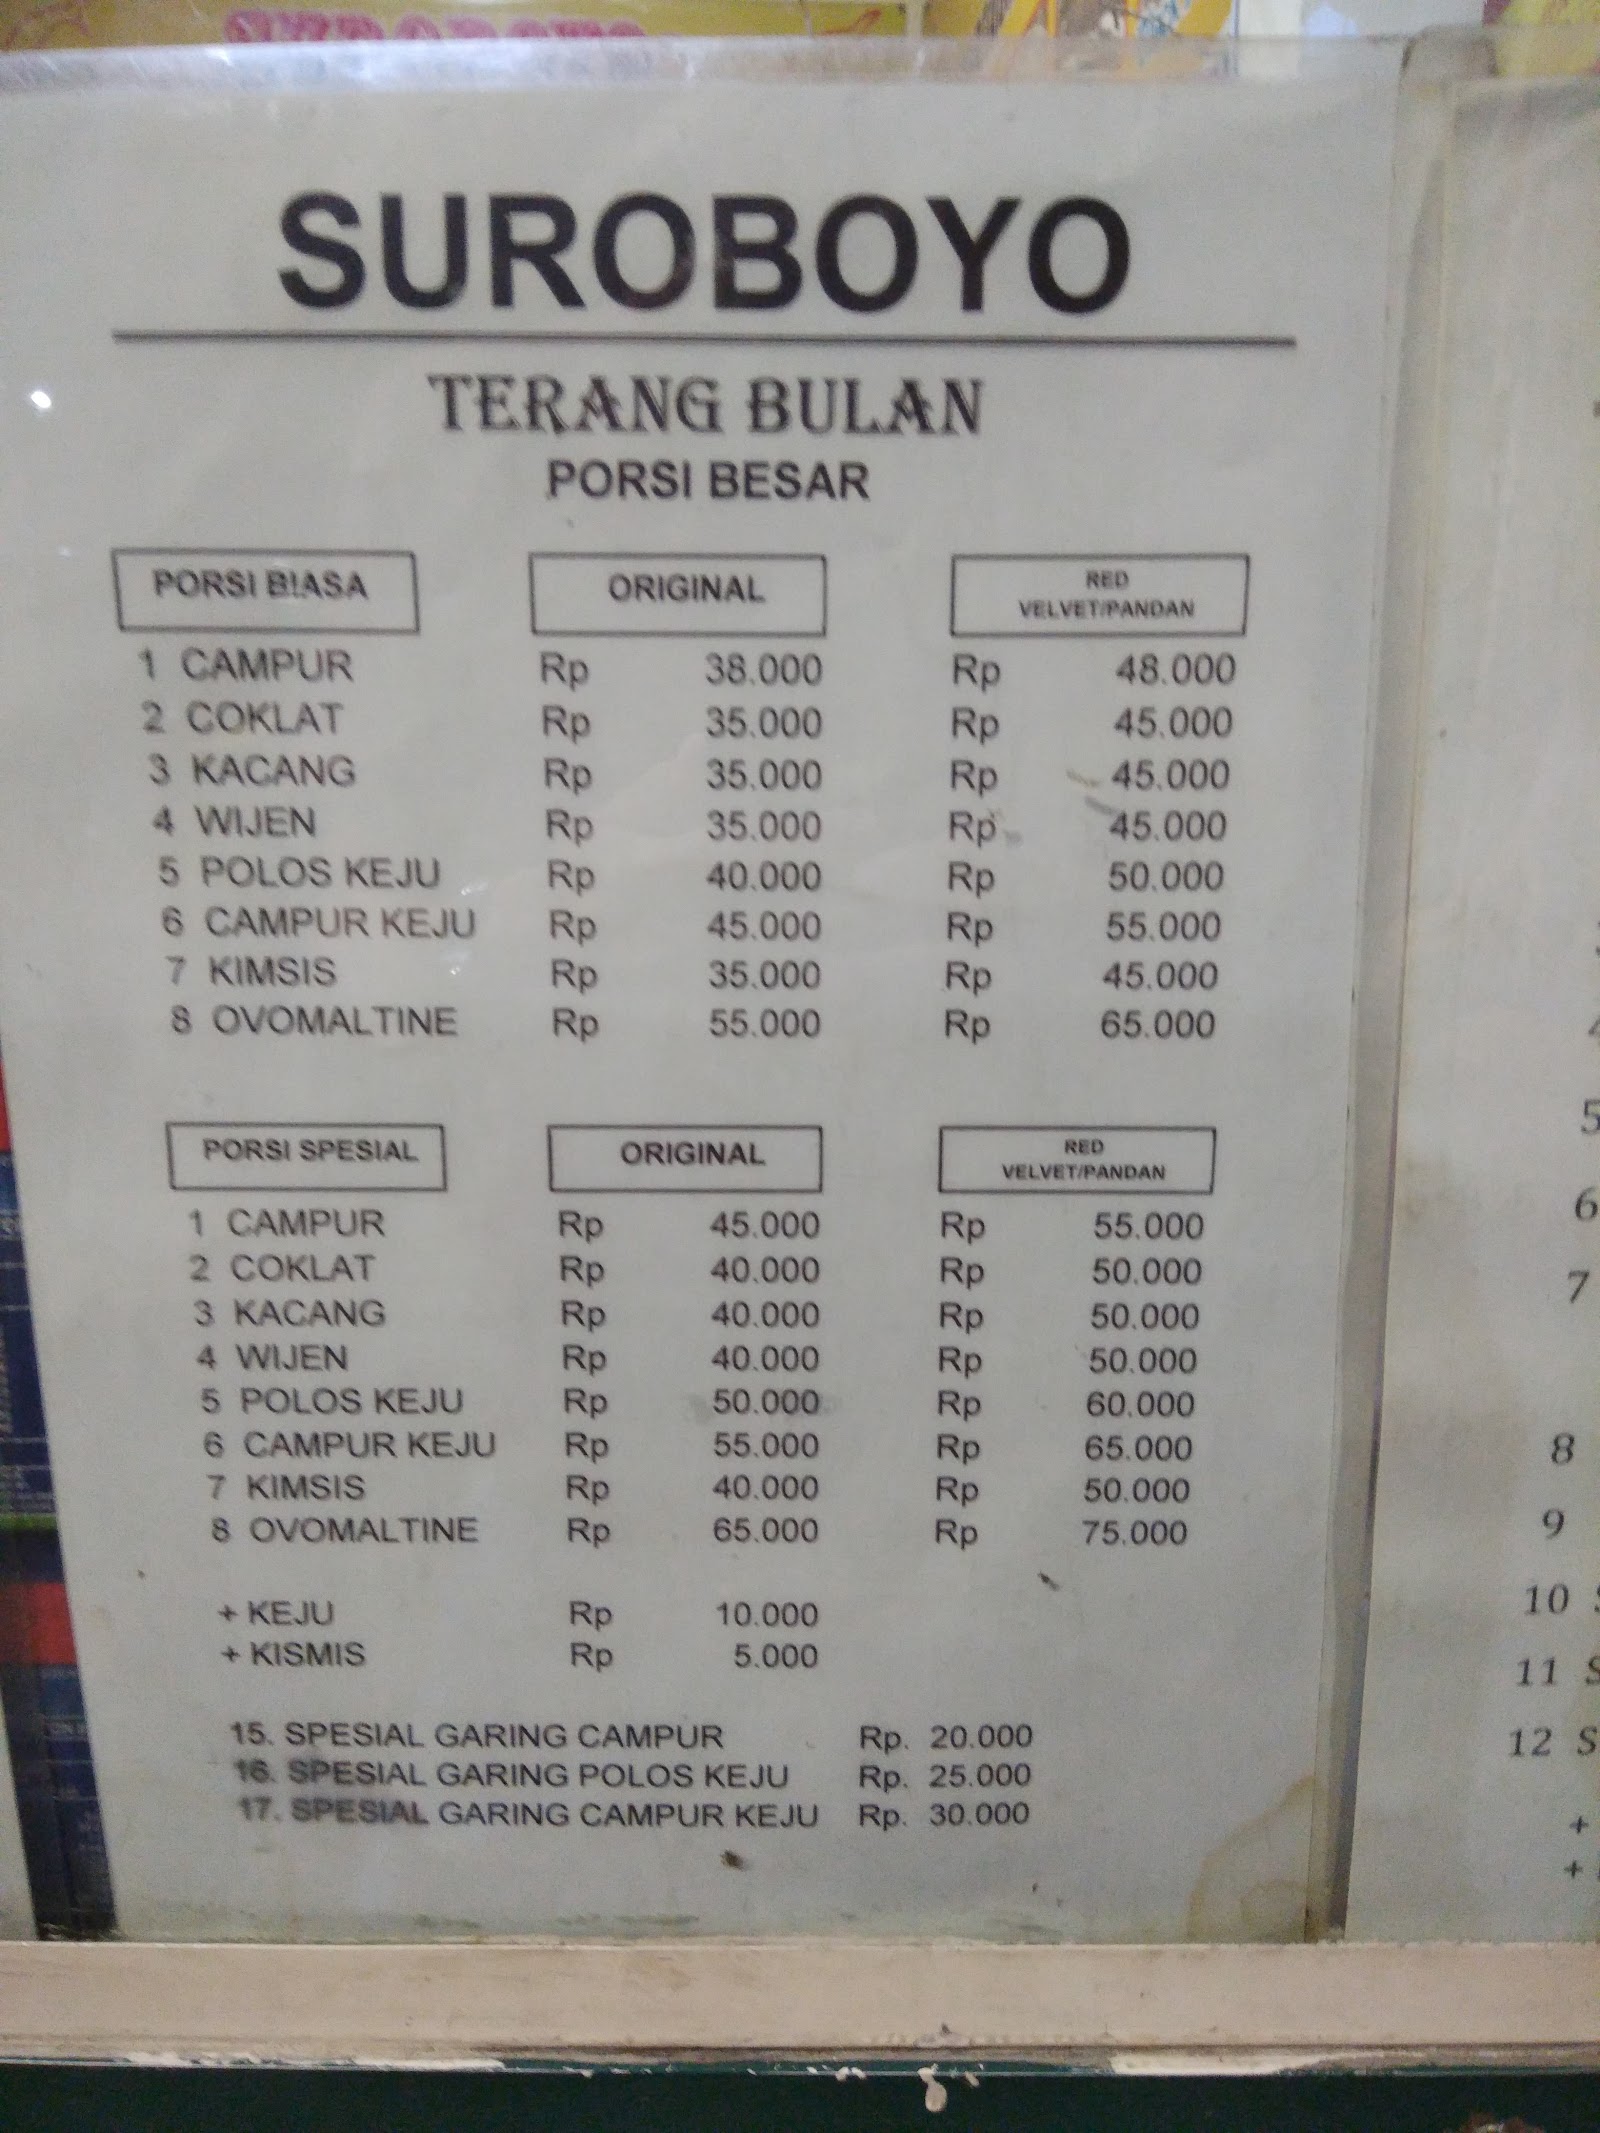 SUROBOYO
TERANG BULAN
PORSI BESAR
PORSI BIASA ORIGINAL RED VELVET/PANDAN
1 CAMPUR Rp 38.000 Rp 48.000
2 COKLAT Rp 35.000 Rp 45.000
3 KACANG Rp 35.000 Rp 45.000
4 WIJEN Rp 35.000 Rp 45.000
5 POLOS KEJU Rp 40.000 Rp 50.000
6 CAMPUR KEJU Rp 45.000 Rp 55.000
7 KIMSIS Rp 35.000 Rp 45.000
8 OVOMALTINE Rp 55.000 Rp 65.000
PORSI SPESIAL ORIGINAL RED VELVET/PANDAN
1 CAMPUR Rp 45.000 Rp 55.000
2 COKLAT Rp 40.000 Rp 50.000
3 KACANG Rp 40.000 Rp 50.000
4 WIJEN Rp 40.000 Rp 50.000
5 POLOS KEJU Rp 50.000 Rp 60.000
6 CAMPUR KEJU Rp 55.000 Rp 65.000
7 KIMSIS Rp 40.000 Rp 50.000
8 OVOMALTINE Rp 65.000 Rp 75.000
+ KEJU Rp 10.000
+ KISMIS Rp 5.000
15. SPESIAL GARING CAMPUR Rp. 20.000
16. SPESIAL GARING POLOS KEJU Rp. 25.000
17. SPESIAL GARING CAMPUR KEJU Rp. 30.000
5
6
7
8
9
10
11
12
+
+